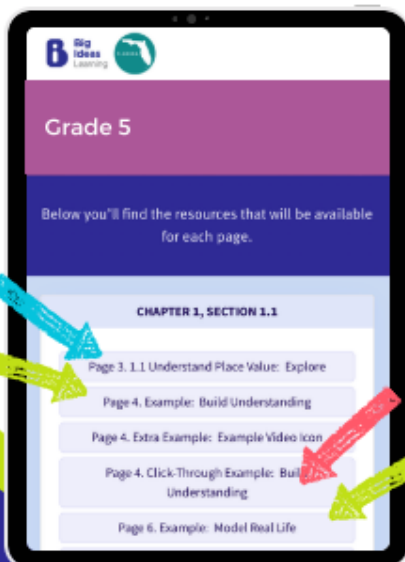 Big
Ideas
Learning
Grade 5
Below you"ll find the resources that will be available
for each page.
CHAPTER 1, SECTION 1.1
Page 3. 1.1 Understand Place Value: Explore
Page 4. Example: Build Understanding
Page 4. Extra Example: Example Video Icon
Page 4. Click-Through Example: Buil
Understanding
Page 6. Example: Model Real Life